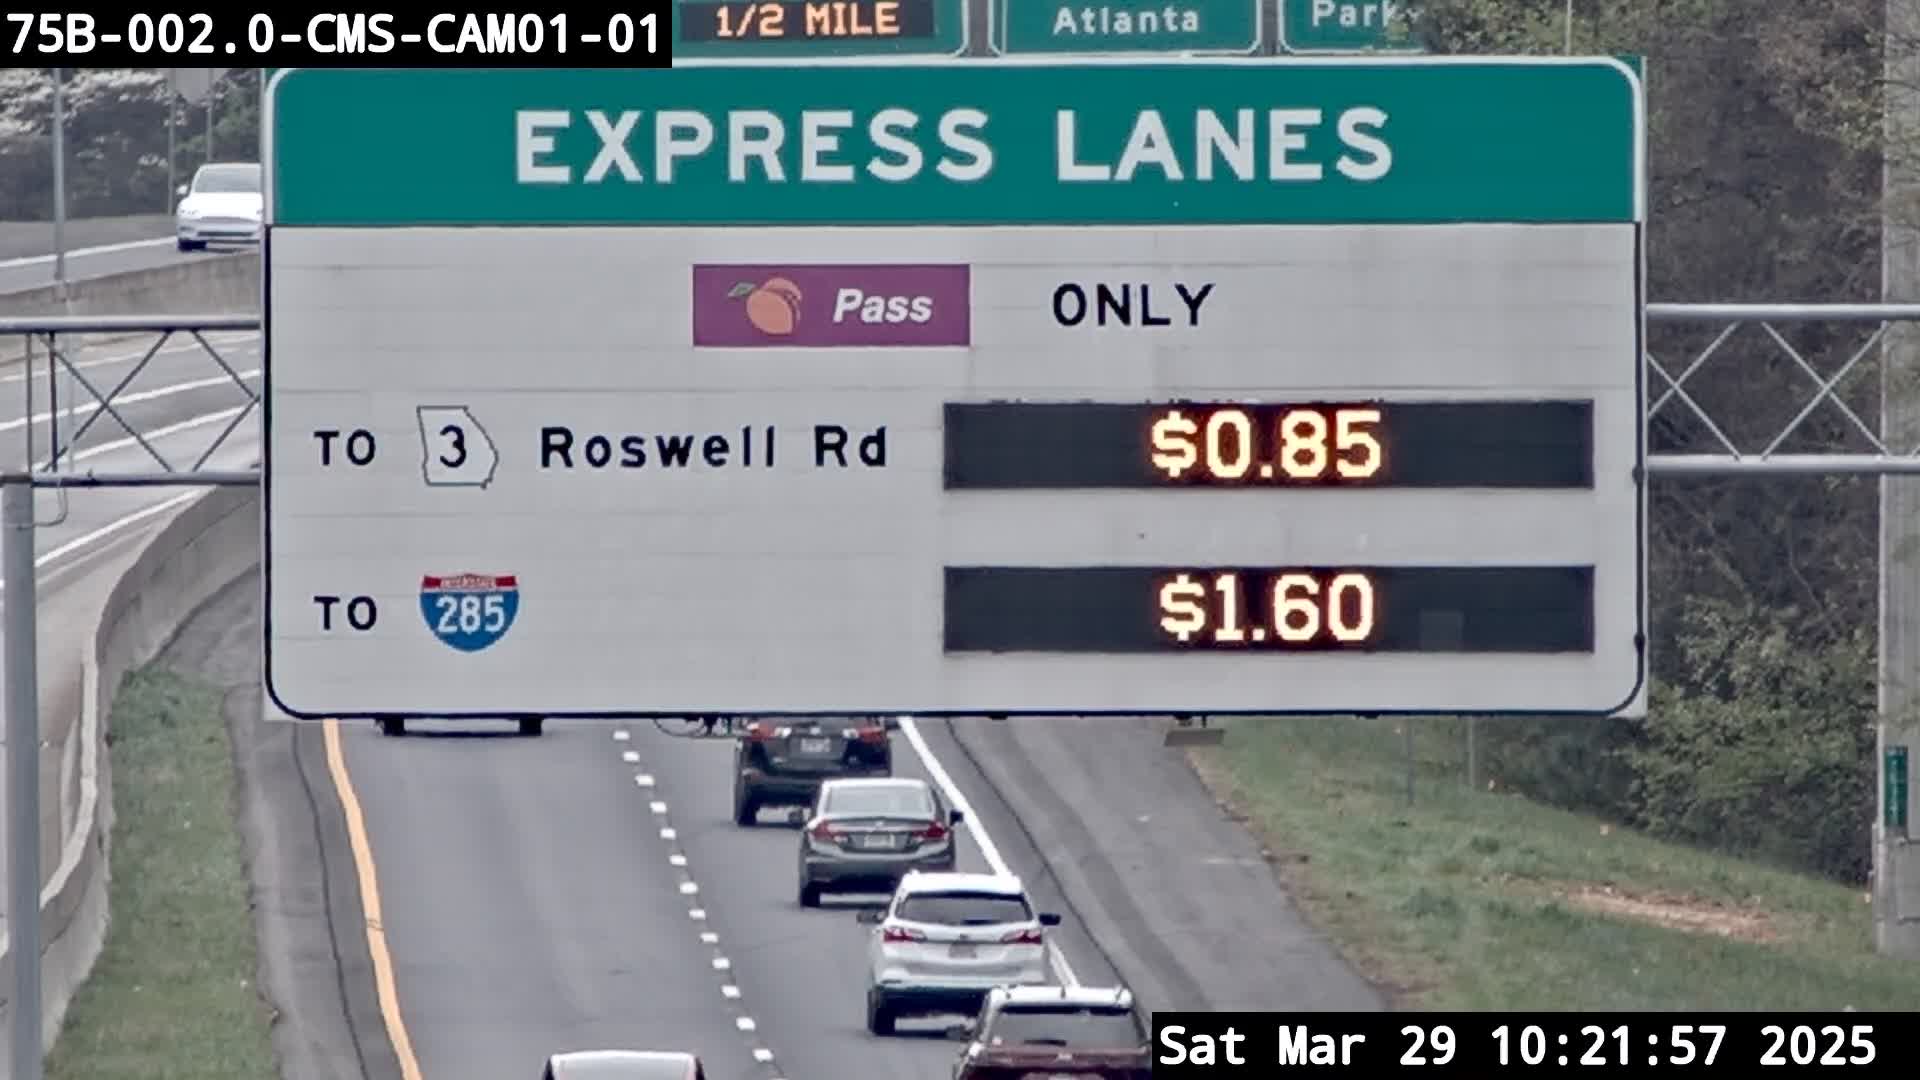 75B-002.0-CMS-CAM01-01
1/2 MILE
Atlanta
EXPRESS LANES
Pass ONLY
TO 3 Roswell Rd $0.85
TO INTERSTATE 285 $1.60
Sat Mar 29 10:21:57 2025